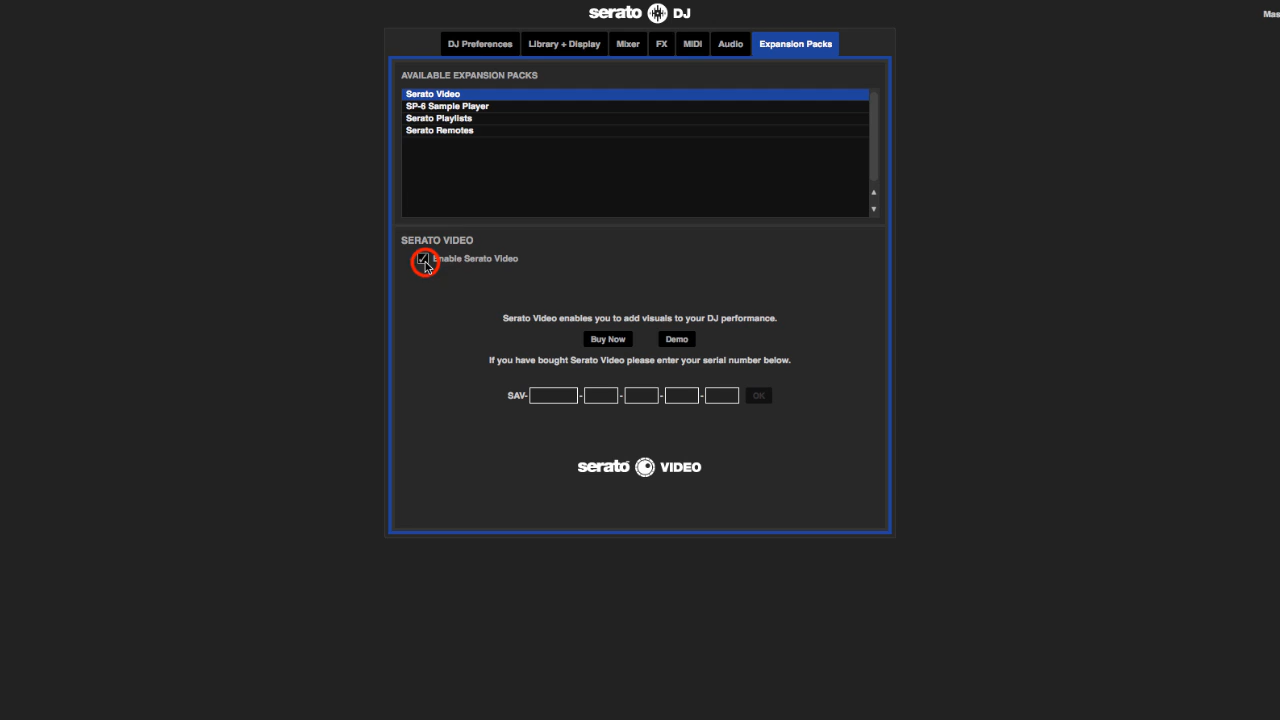 serato DJ
DJ Preferences
Library + Display
Mixer
FX
MIDI
Audio
Expansion Packs
AVAILABLE EXPANSION PACKS
Serato Video
SP-6 Sample Player
Serato Playlists
Serato Remotes
SERATO VIDEO
Enable Serato Video
Serato Video enables you to add visuals to your DJ performance.
Buy Now
Demo
If you have bought Serato Video please enter your serial number below.
SAV- - - - - OK
serato VIDEO